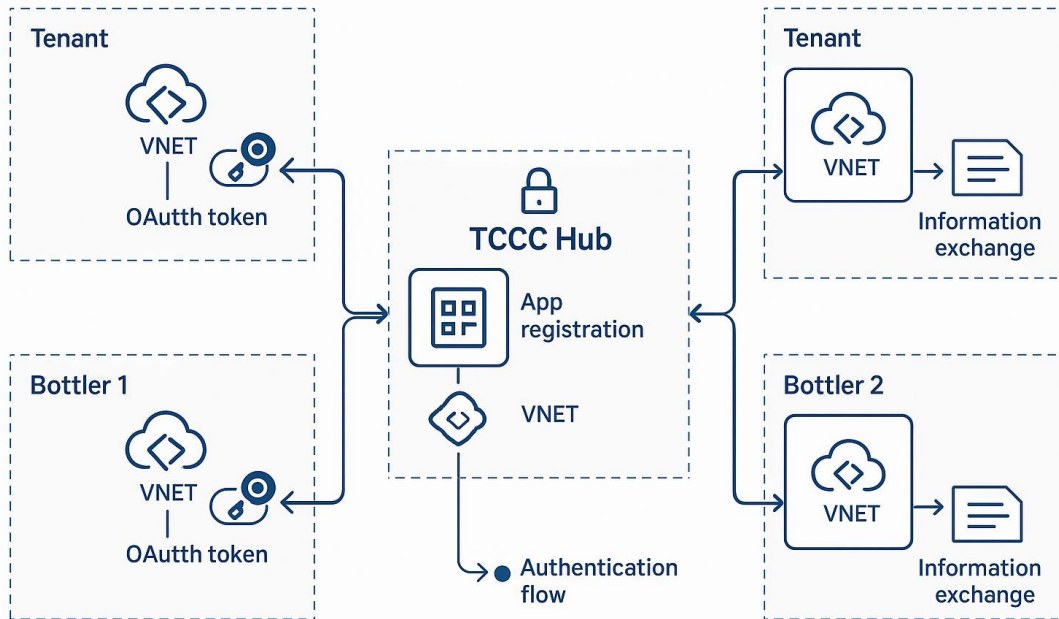 Tenant
VNET
OAutth token
Bottler 1
VNET
OAutth token
TCCC Hub
App
registration
VNET
Authentication
flow
Tenant
VNET
Information
exchange
Bottler 2
VNET
Information
exchange